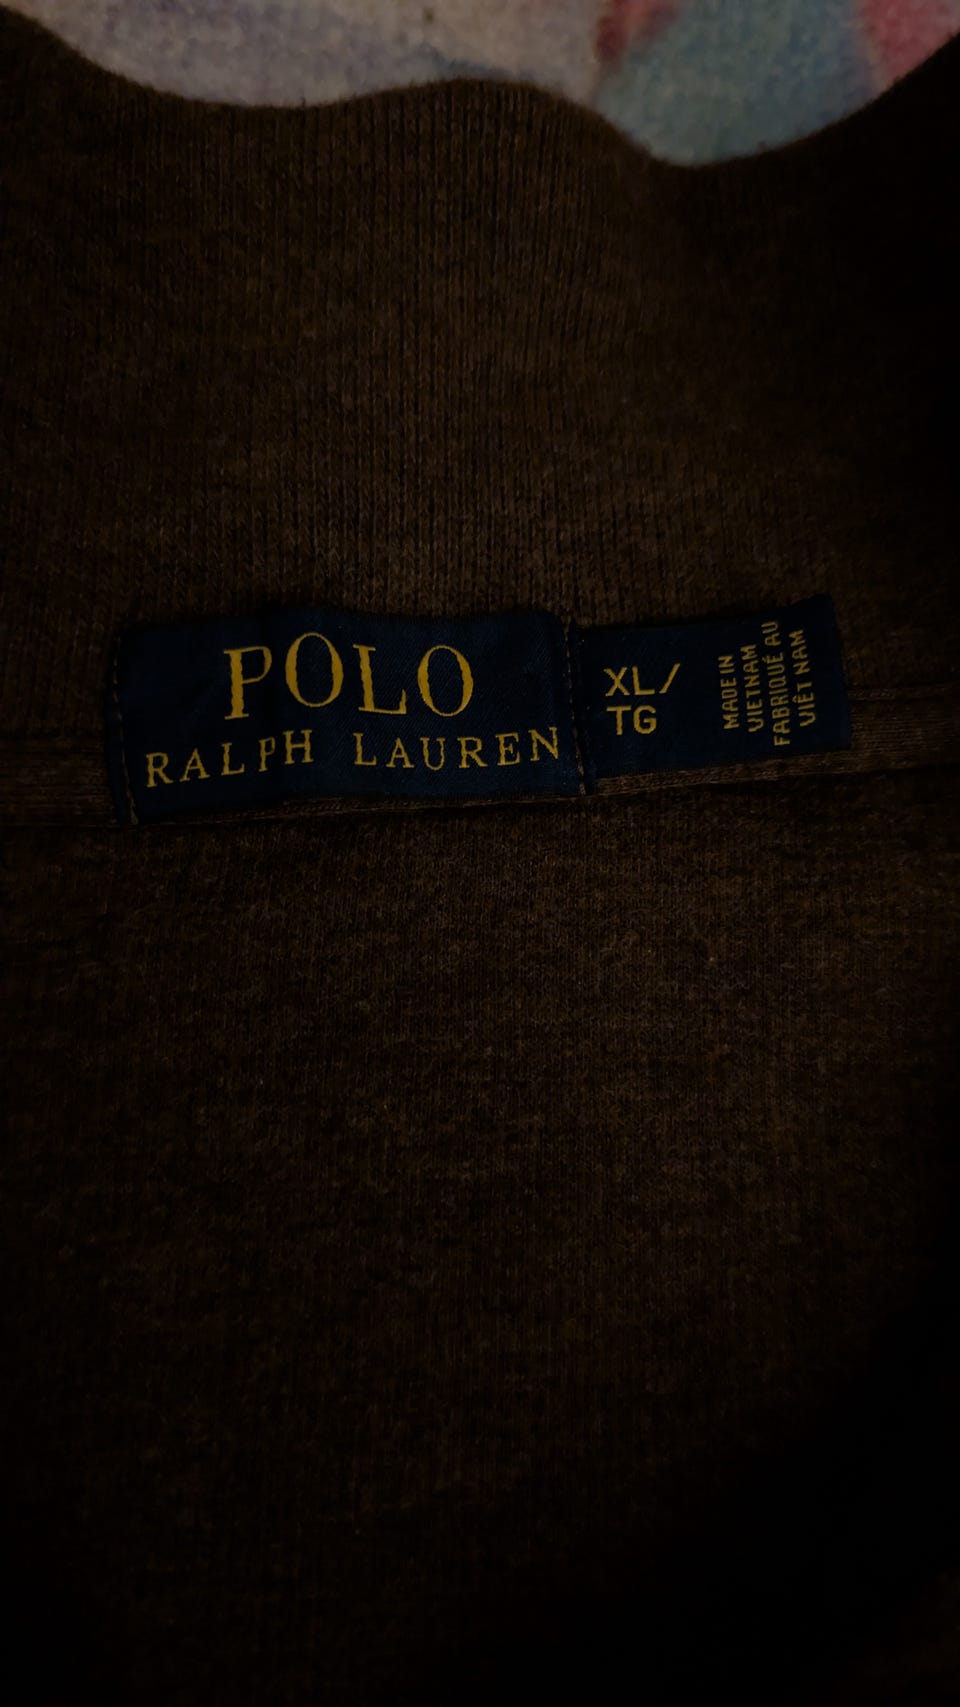 POLO
RALPH LAUREN
XL/
TG
MADE IN
VIETNAM
FABRIQUÉ AU
VIÊT NAM